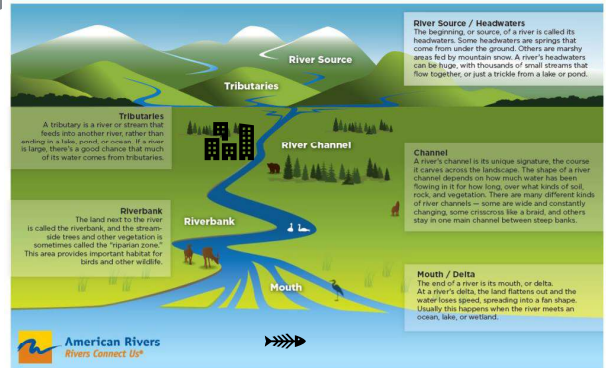 River Source / Headwaters
The beginning, or source, of a river is called its
headwaters. Some headwaters are springs that
come from under the ground. Others are marshy
areas fed by mountain snow. A river's headwaters
can be huge, with thousands of small streams that
flow together, or just a trickle from a lake or pond.
River Source
Tributaries
Tributaries
A tributary is a river or stream that
feeds into another river, rather than
ending in a lake, pond, or ocean. If a river
is large, there's a good chance that much
of its water comes from tributaries.
River Channel
Channel
A river's channel is its unique signature, the course
it carves across the landscape. The shape of a river
channel depends on how much water has been
flowing in it for how long, over what kinds of soil,
rock, and vegetation. There are many different kinds
of river channels — some are wide and constantly
changing, some crisscross like a braid, and others
stay in one main channel between steep banks.
Riverbank
The land next to the river
is called the riverbank, and the stream-
side trees and other vegetation is
sometimes called the "riparian zone."
This area provides important habitat for
birds and other wildlife.
Riverbank
Mouth / Delta
The end of a river is its mouth, or delta.
At a river's delta, the land flattens out and the
water loses speed, spreading into a fan shape.
Usually this happens when the river meets an
ocean, lake, or wetland.
Mouth
American Rivers
Rivers Connect Us®